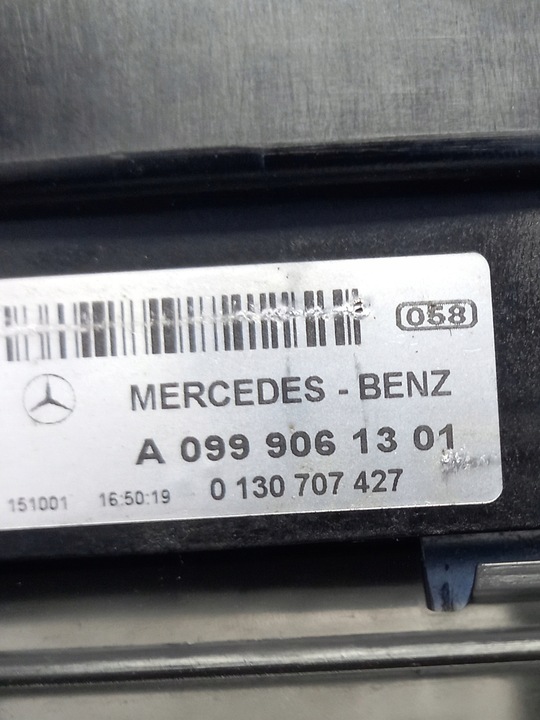 058
MERCEDES - BENZ
A 099 906 13 01
151001 16:50:19 0 130 707 427